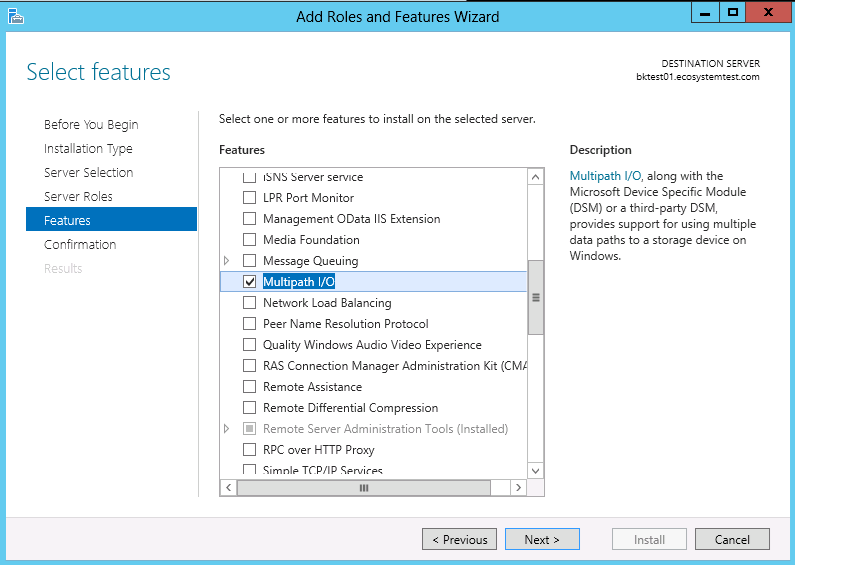 Add Roles and Features Wizard
Select features
DESTINATION SERVER
bktest01.ecosystemtest.com
Before You Begin
Installation Type
Server Selection
Server Roles
Features
Confirmation
Results
Select one or more features to install on the selected server.
Features
iSNS Server service
LPR Port Monitor
Management OData IIS Extension
Media Foundation
Message Queuing
Multipath I/O
Network Load Balancing
Peer Name Resolution Protocol
Quality Windows Audio Video Experience
RAS Connection Manager Administration Kit (CMA
Remote Assistance
Remote Differential Compression
Remote Server Administration Tools (Installed)
RPC over HTTP Proxy
Simple TCP/IP Services
Description
Multipath I/O, along with the
Microsoft Device Specific Module
(DSM) or a third-party DSM,
provides support for using multiple
data paths to a storage device on
Windows.
< Previous
Next >
Install
Cancel